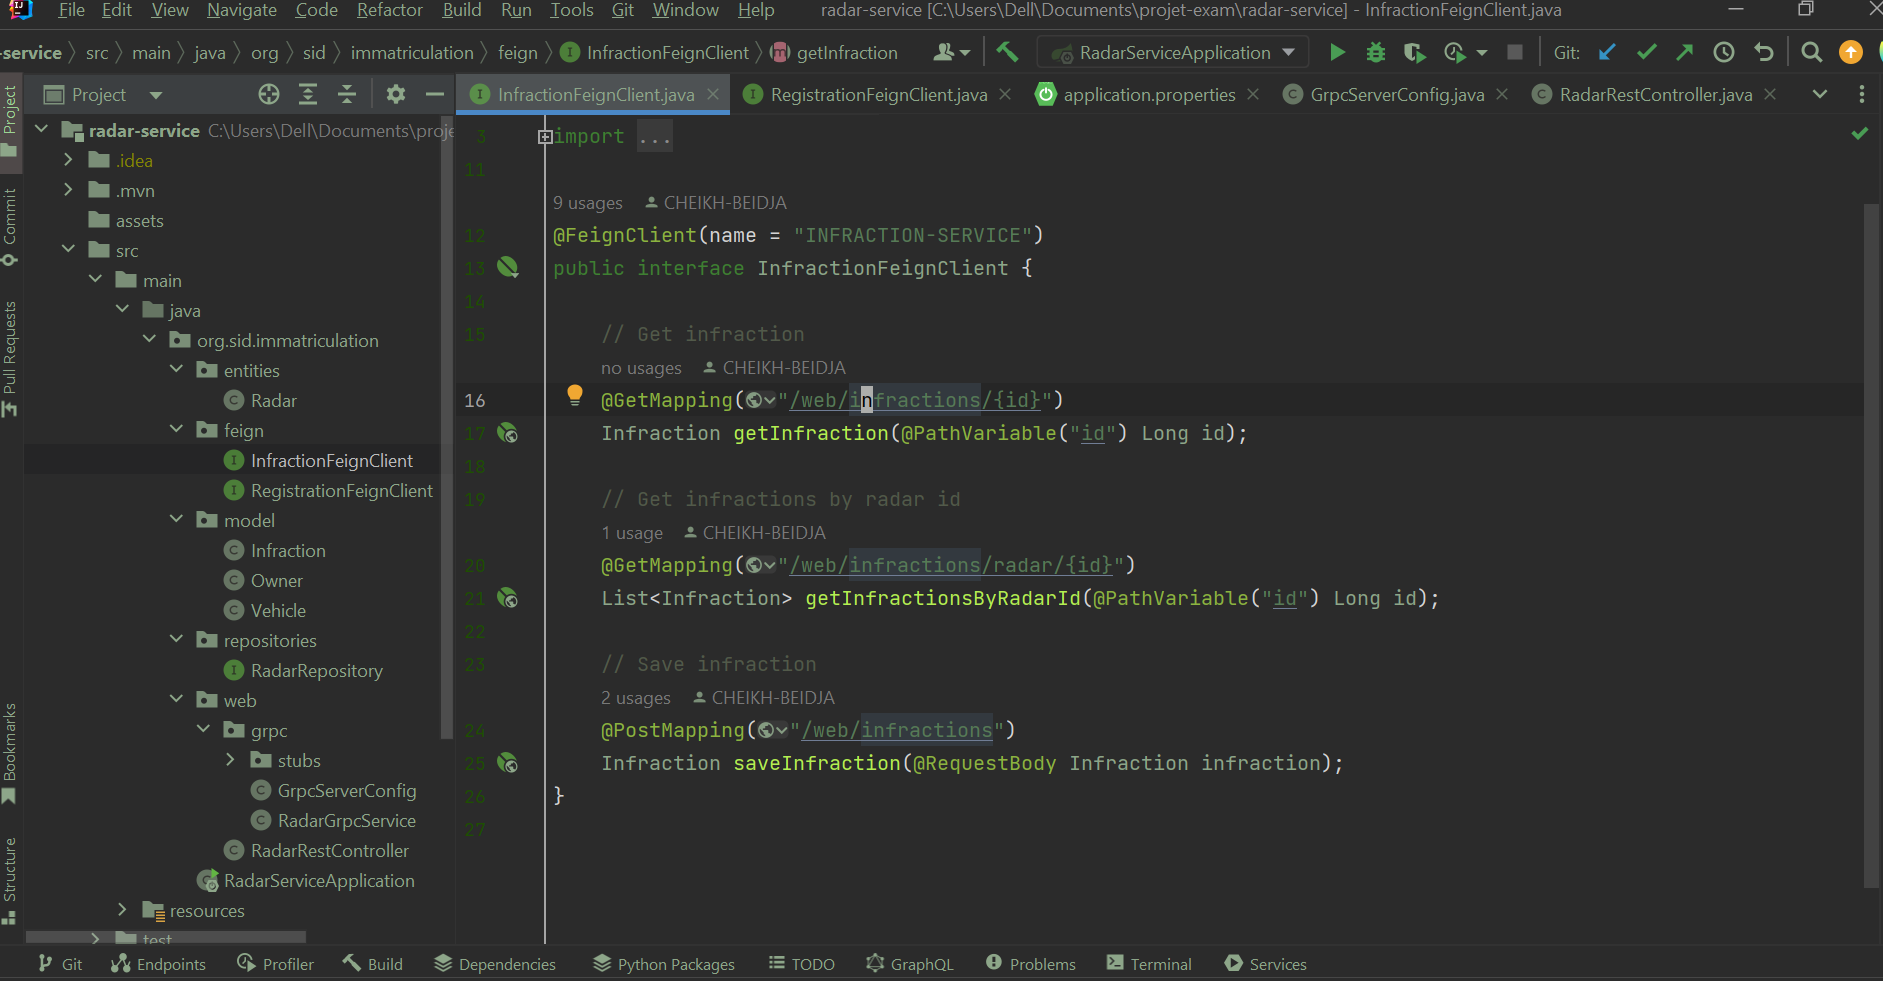 File Edit View Navigate Code Refactor Build Run Tools Git Window Help radar-service [C:\Users\Dell\Documents\projet-exam\radar-service] - InfractionFeignClient.java
-service src main java org sid immatriculation feign InfractionFeignClient getInfraction RadarServiceApplication Git:
Project
InfractionFeignClient.java RegistrationFeignClient.java application.properties GrpcServerConfig.java RadarRestController.java
Project
Commit
Pull Requests
Bookmarks
Structure
radar-service C:\Users\Dell\Documents\proje
.idea
.mvn
assets
src
main
java
org.sid.immatriculation
entities
Radar
feign
InfractionFeignClient
RegistrationFeignClient
model
Infraction
Owner
Vehicle
repositories
RadarRepository
web
grpc
stubs
GrpcServerConfig
RadarGrpcService
RadarRestController
RadarServiceApplication
resources
test
3 import ...
11
9 usages CHEIKH-BEIDJA
12 @FeignClient(name = "INFRACTION-SERVICE")
13 public interface InfractionFeignClient {
14
15 // Get infraction
no usages CHEIKH-BEIDJA
16 @GetMapping("/web/infractions/{id}")
17 Infraction getInfraction(@PathVariable("id") Long id);
18
19 // Get infractions by radar id
1 usage CHEIKH-BEIDJA
20 @GetMapping("/web/infractions/radar/{id}")
21 List<Infraction> getInfractionsByRadarId(@PathVariable("id") Long id);
22
23 // Save infraction
2 usages CHEIKH-BEIDJA
24 @PostMapping("/web/infractions")
25 Infraction saveInfraction(@RequestBody Infraction infraction);
26 }
27
Git Endpoints Profiler Build Dependencies Python Packages TODO GraphQL Problems Terminal Services